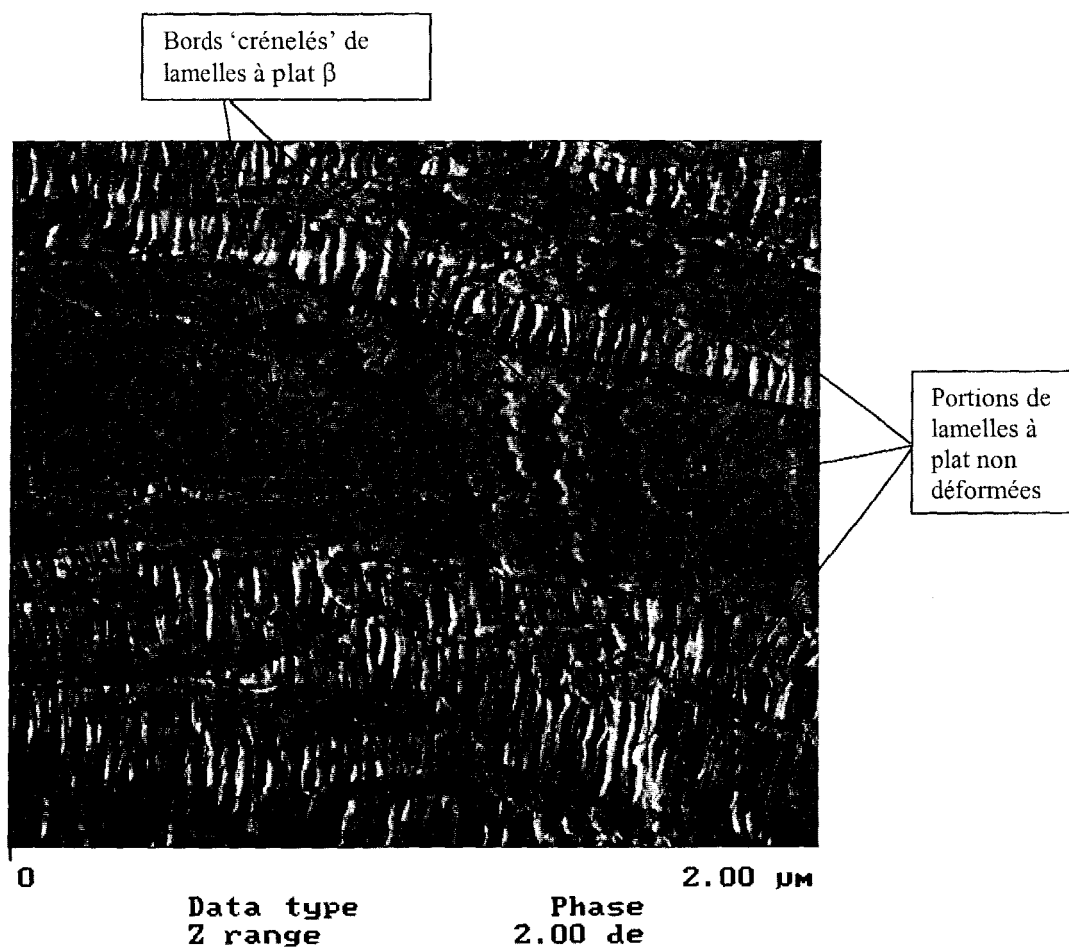 Bords ‘crénelés’ de
lamelles à plat β
Portions de
lamelles à
plat non
déformées
0 2.00 µM
Data type Phase
Z range 2.00 de